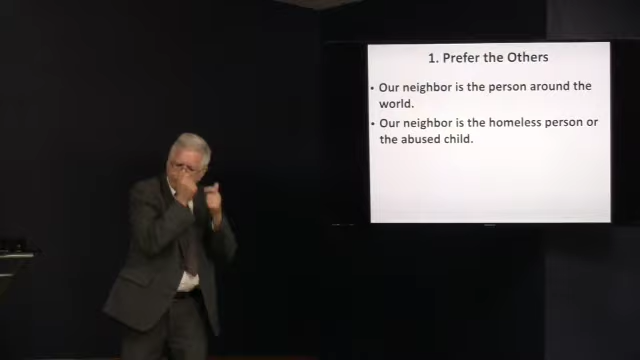 1. Prefer the Others
• Our neighbor is the person around the
world.
• Our neighbor is the homeless person or
the abused child.